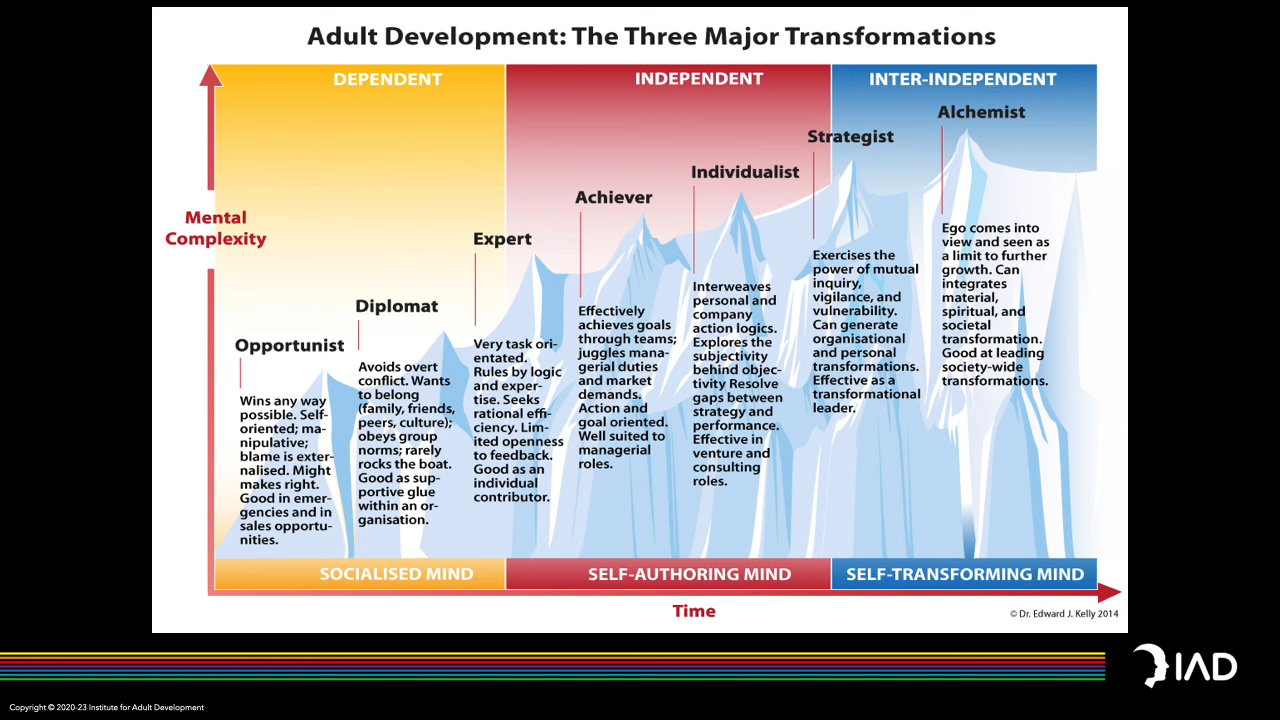 Adult Development: The Three Major Transformations
DEPENDENT
INDEPENDENT
INTER-INDEPENDENT
Mental
Complexity
Opportunist
Wins any way
possible. Self-
oriented; ma-
nipulative;
blame is exter-
nalised. Might
makes right.
Good in emer-
gencies and in
sales opportu-
nities.
Diplomat
Avoids overt
conflict. Wants
to belong
(family, friends,
peers, culture);
obeys group
norms; rarely
rocks the boat.
Good as sup-
portive glue
within an or-
ganisation.
Expert
Very task ori-
entated.
Rules by logic
and exper-
tise. Seeks
rational effi-
ciency. Lim-
ited openness
to feedback.
Good as an
individual
contributor.
Achiever
Effectively
achieves goals
through teams;
juggles mana-
gerial duties
and market
demands.
Action and
goal oriented.
Well suited to
managerial
roles.
Individualist
Interweaves
personal and
company
action logics.
Explores the
subjectivity
behind objec-
tivity Resolve
gaps between
strategy and
performance.
Effective in
venture and
consulting
roles.
Strategist
Exercises the
power of mutual
inquiry,
vigilance, and
vulnerability.
Can generate
organisational
and personal
transformations.
Effective as a
transformational
leader.
Alchemist
Ego comes into
view and seen as
a limit to further
growth. Can
integrates
material,
spiritual, and
societal
transformation.
Good at leading
society-wide
transformations.
SOCIALISED MIND
SELF-AUTHORING MIND
SELF-TRANSFORMING MIND
Time
© Dr. Edward J. Kelly 2014
IAD
Copyright © 2020-23 Institute for Adult Development